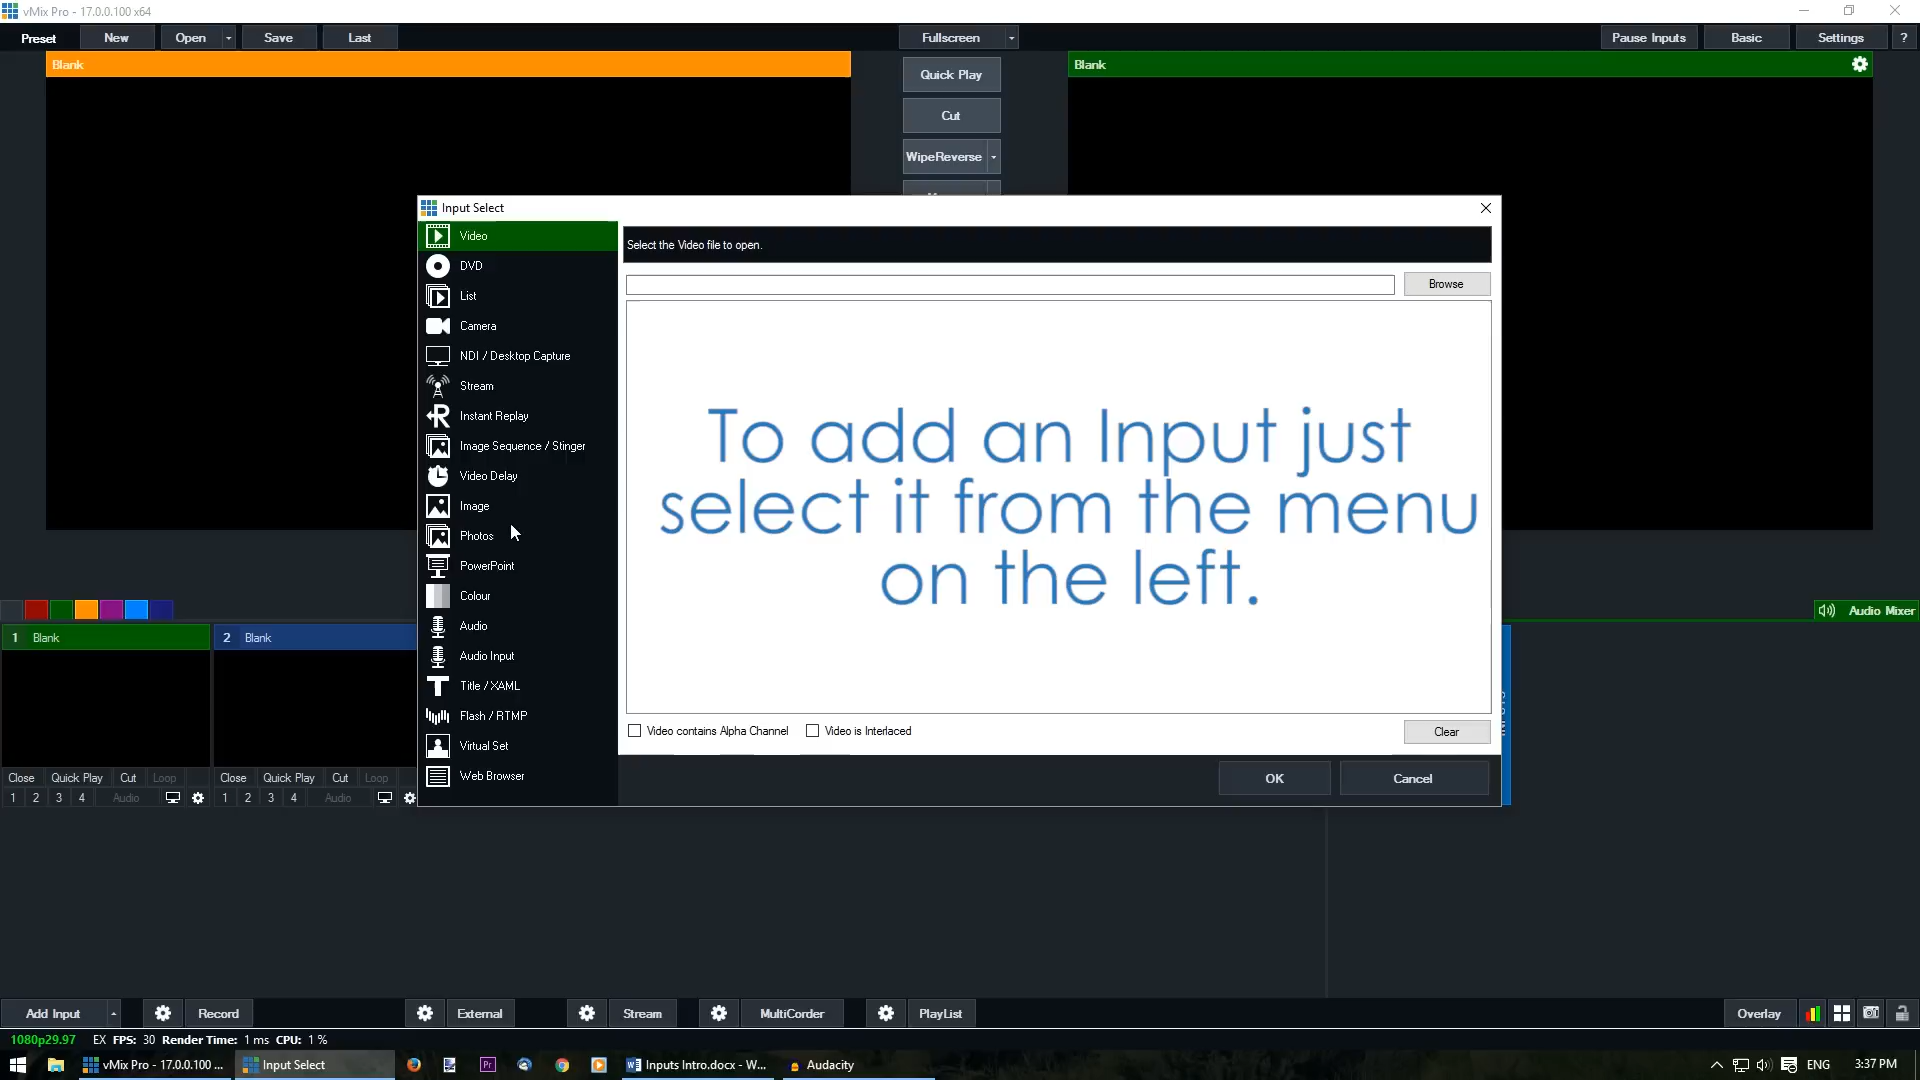 vMix Pro - 17.0.0.100 x64
Preset New Open Save Last Fullscreen Pause Inputs Basic Settings ?
Blank
Quick Play
Cut
WipeReverse
Blank
Input Select
Video
DVD
List
Camera
NDI / Desktop Capture
Stream
Instant Replay
Image Sequence / Stinger
Video Delay
Image
Photos
PowerPoint
Colour
Audio
Audio Input
Title / XAML
Flash / RTMP
Virtual Set
Web Browser
Select the Video file to open.
Browse
To add an Input just
select it from the menu
on the left.
Video contains Alpha Channel Video is Interlaced Clear
OK Cancel
Audio Mixer
1 Blank
Close Quick Play Cut Loop
1 2 3 4 Audio
2 Blank
Close Quick Play Cut Loop
1 2 3 4 Audio
Add Input Record External Stream MultiCorder PlayList Overlay
1080p29.97 EX FPS: 30 Render Time: 1 ms CPU: 1 %
vMix Pro - 17.0.0.100 ... Input Select Pr Inputs Intro.docx - W... Audacity ENG 3:37 PM